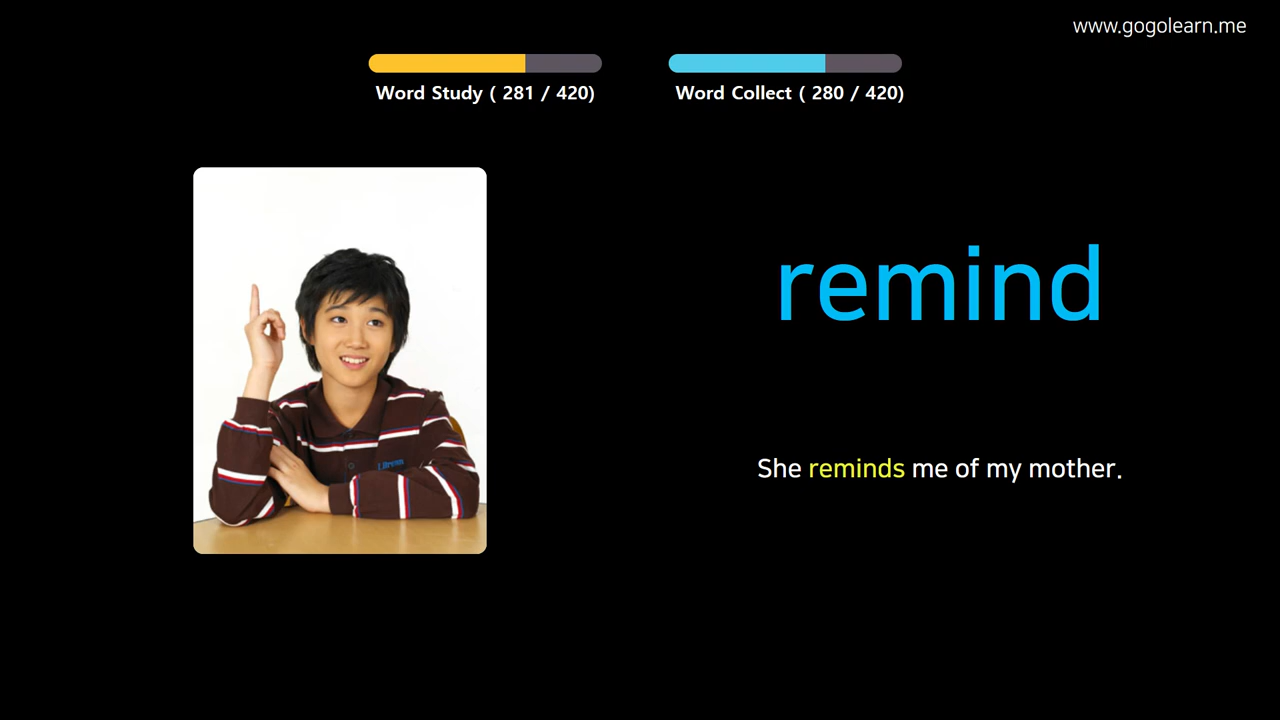 www.gogolearn.me
Word Study ( 281 / 420)
Word Collect ( 280 / 420)
remind
She reminds me of my mother.